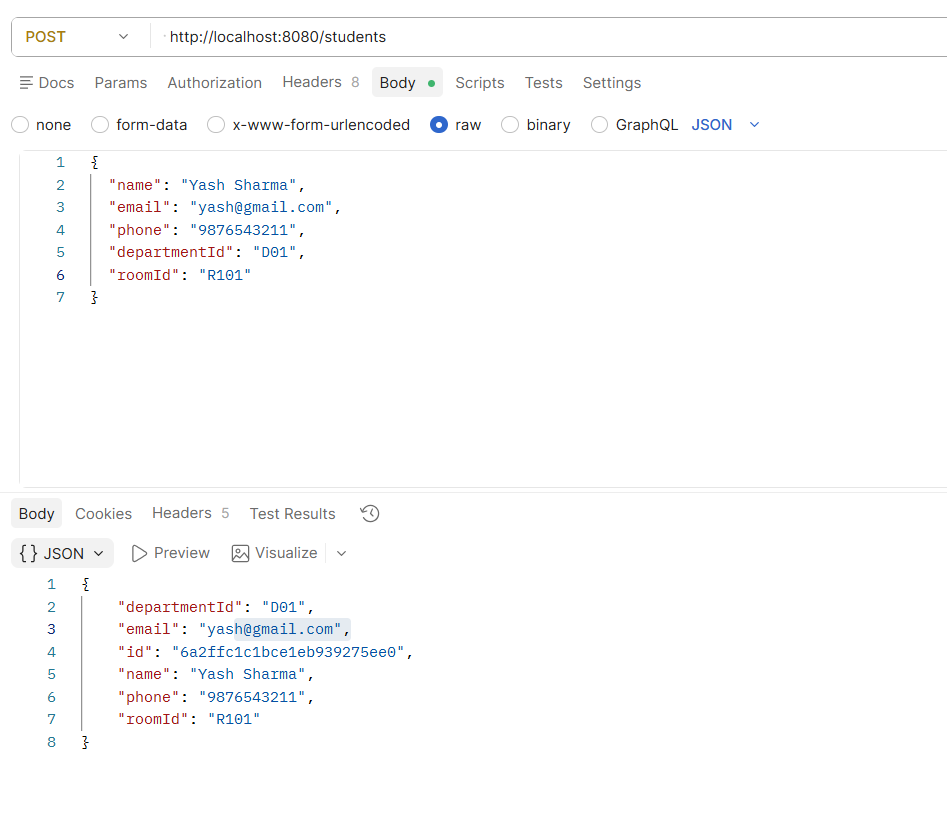 POST http://localhost:8080/students
Docs Params Authorization Headers 8 Body Scripts Tests Settings
none form-data x-www-form-urlencoded raw binary GraphQL JSON
1 {
2 "name": "Yash Sharma",
3 "email": "yash@gmail.com",
4 "phone": "9876543211",
5 "departmentId": "D01",
6 "roomId": "R101"
7 }
Body Cookies Headers 5 Test Results
{} JSON Preview Visualize
1 {
2 "departmentId": "D01",
3 "email": "yash@gmail.com",
4 "id": "6a2ffc1c1bce1eb939275ee0",
5 "name": "Yash Sharma",
6 "phone": "9876543211",
7 "roomId": "R101"
8 }